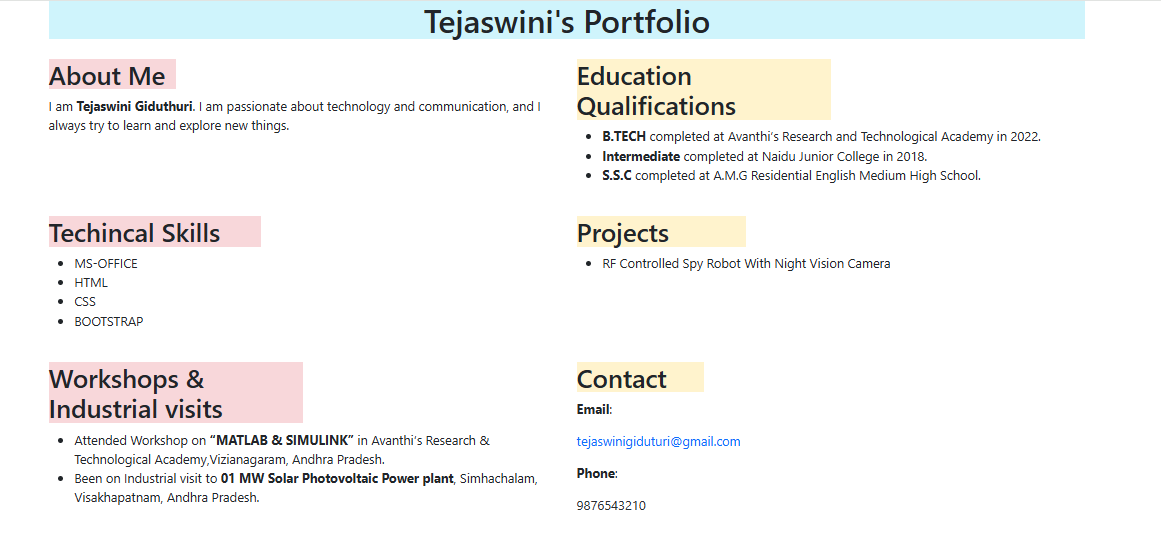 Tejaswini's Portfolio
About Me
I am Tejaswini Giduthuri. I am passionate about technology and communication, and I
always try to learn and explore new things.
Education
Qualifications
B.TECH completed at Avanthi's Research and Technological Academy in 2022.
Intermediate completed at Naidu Junior College in 2018.
S.S.C completed at A.M.G Residential English Medium High School.
Techincal Skills
MS-OFFICE
HTML
CSS
BOOTSTRAP
Projects
RF Controlled Spy Robot With Night Vision Camera
Workshops &
Industrial visits
Attended Workshop on “MATLAB & SIMULINK” in Avanthi's Research &
Technological Academy,Vizianagaram, Andhra Pradesh.
Been on Industrial visit to 01 MW Solar Photovoltaic Power plant, Simhachalam,
Visakhapatnam, Andhra Pradesh.
Contact
Email:
tejaswinigiduturi@gmail.com
Phone:
9876543210